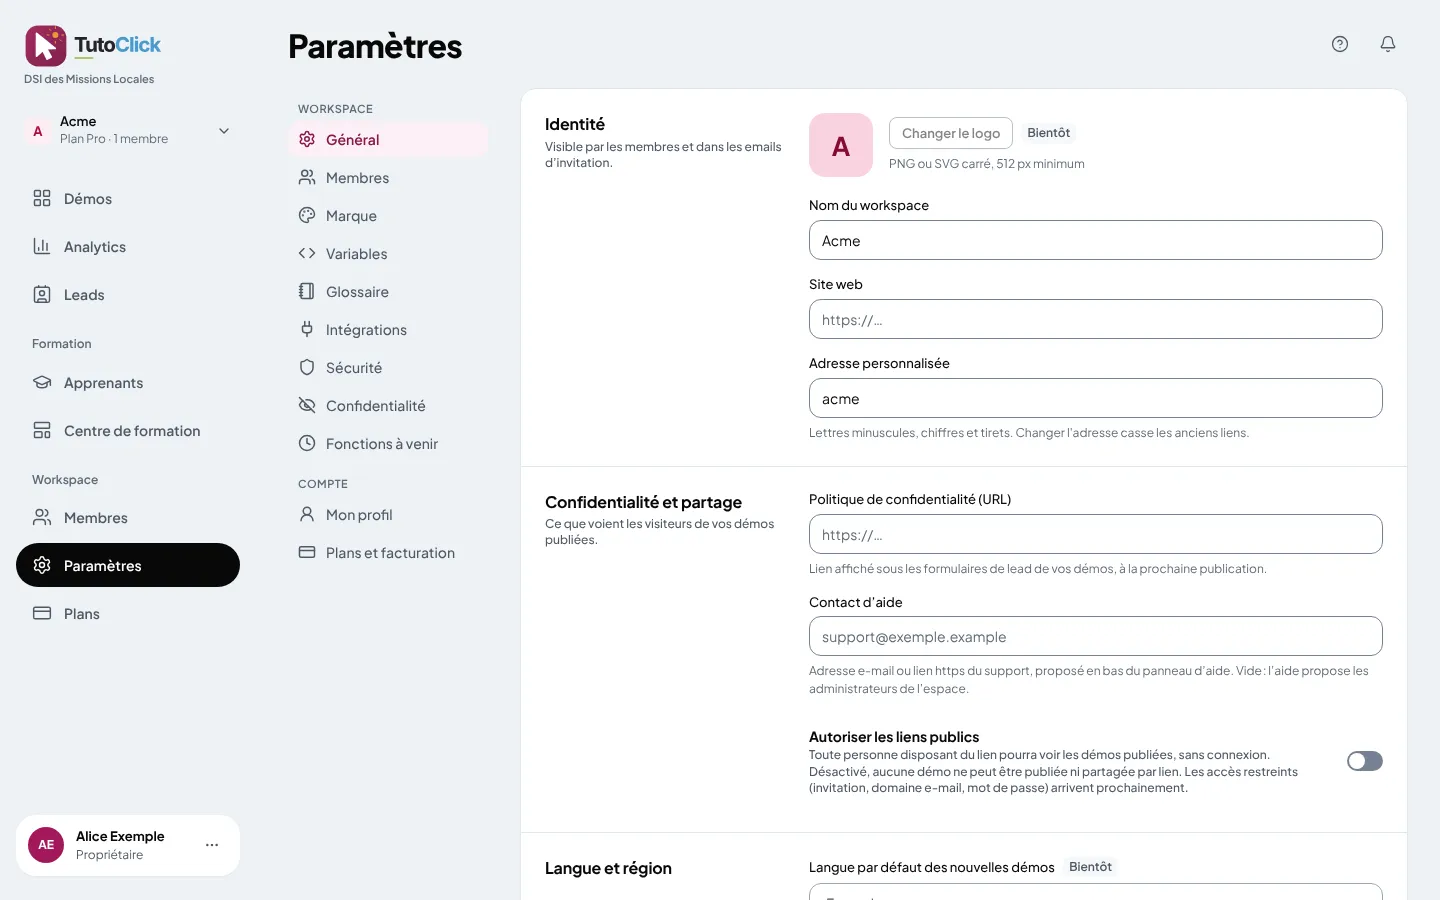 TutoClick
DSI des Missions Locales
A
Acme
Plan Pro · 1 membre
Démos
Analytics
Leads
Formation
Apprenants
Centre de formation
Workspace
Membres
Paramètres
Plans
AE
Alice Exemple
Propriétaire
Paramètres
WORKSPACE
Général
Membres
Marque
Variables
Glossaire
Intégrations
Sécurité
Confidentialité
Fonctions à venir
COMPTE
Mon profil
Plans et facturation
Identité
Visible par les membres et dans les emails
d'invitation.
A
Changer le logo
Bientôt
PNG ou SVG carré, 512 px minimum
Nom du workspace
Acme
Site web
https://…
Adresse personnalisée
acme
Lettres minuscules, chiffres et tirets. Changer l'adresse casse les anciens liens.
Confidentialité et partage
Ce que voient les visiteurs de vos démos
publiées.
Politique de confidentialité (URL)
https://…
Lien affiché sous les formulaires de lead de vos démos, à la prochaine publication.
Contact d'aide
support@exemple.example
Adresse e-mail ou lien https du support, proposé en bas du panneau d'aide. Vide : l'aide propose les
administrateurs de l'espace.
Autoriser les liens publics
Toute personne disposant du lien pourra voir les démos publiées, sans connexion.
Désactivé, aucune démo ne peut être publiée ni partagée par lien. Les accès restreints
(invitation, domaine e-mail, mot de passe) arrivent prochainement.
Langue et région
Langue par défaut des nouvelles démos
Bientôt